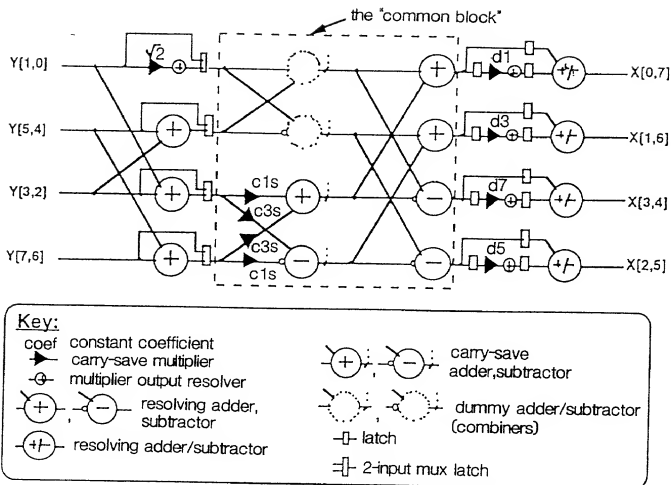 the "common block"
Y[1,0]
√2
d1
X[0,7]
Y[5,4]
d3
X[1,6]
Y[3,2]
c1s
c3s
d7
X[3,4]
Y[7,6]
c3s
c1s
d5
X[2,5]
Key:
coef constant coefficient
carry-save multiplier
multiplier output resolver
resolving adder,
subtractor
resolving adder/subtractor
carry-save
adder,subtractor
dummy adder/subtractor
(combiners)
latch
2-input mux latch